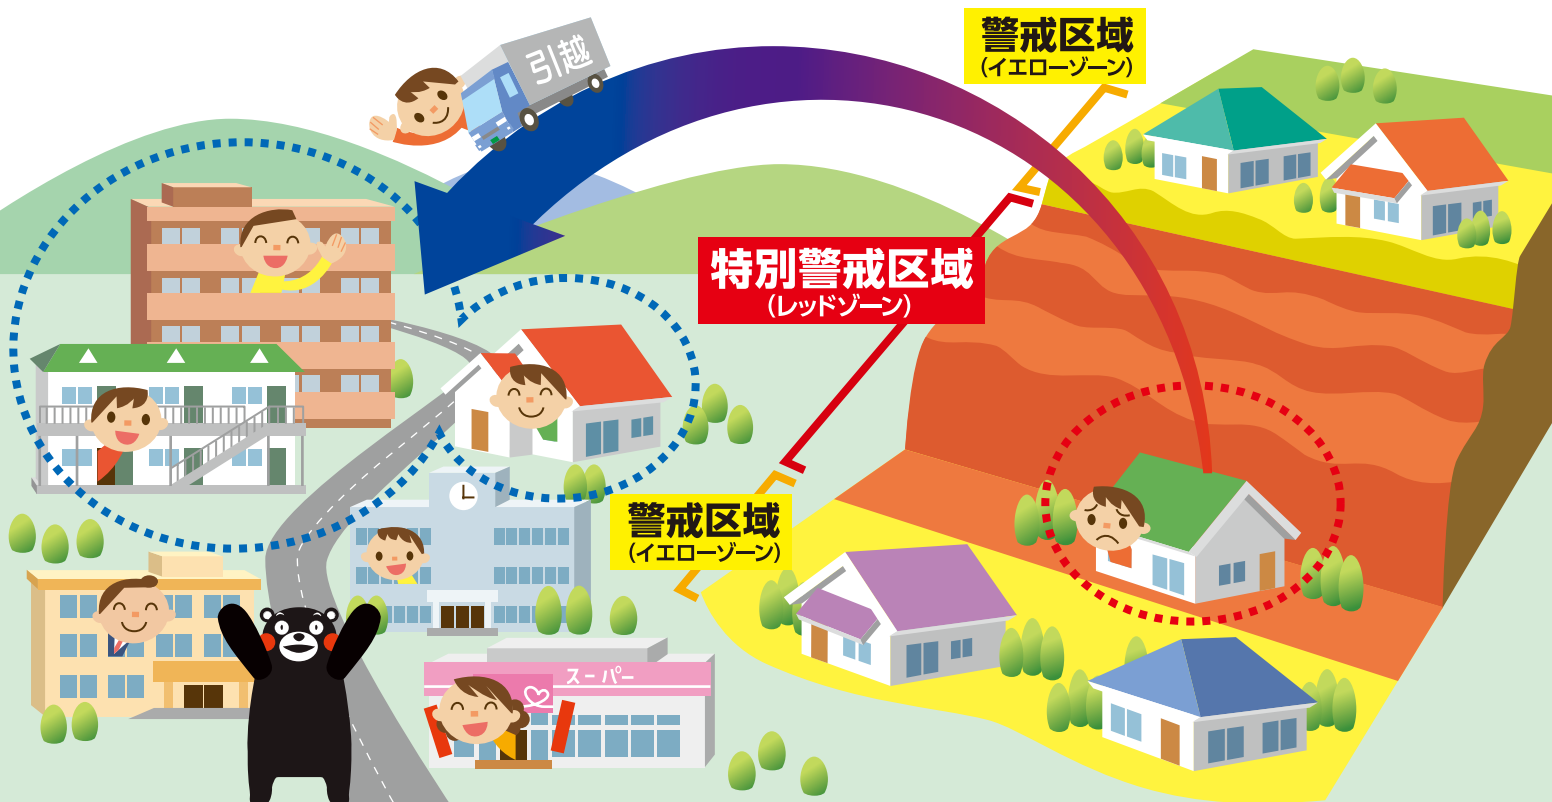 警戒区域
(イエローゾーン)
引越
特別警戒区域
(レッドゾーン)
警戒区域
(イエローゾーン)
スーパー